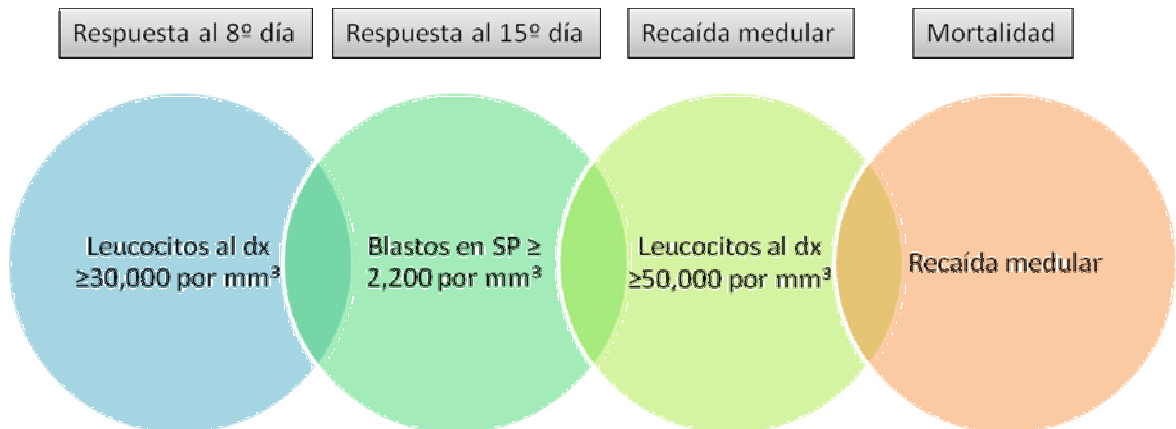 Respuesta al 8º día
Respuesta al 15º día
Recaída medular
Mortalidad
Leucocitos al dx
≥30,000 por mm³
Blastos en SP ≥
2,200 por mm³
Leucocitos al dx
≥50,000 por mm³
Recaída medular